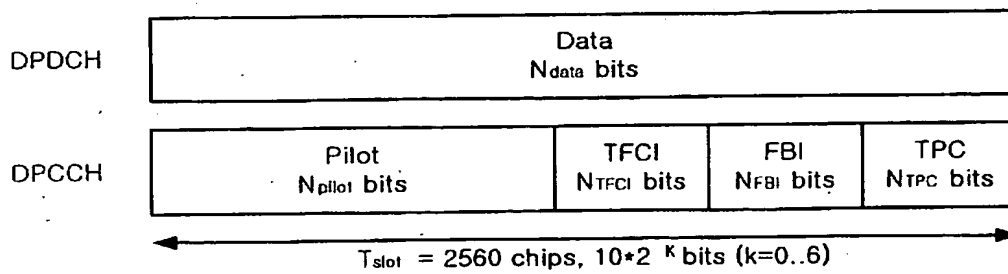 DPDCH
Data
Ndata bits
DPCCH
Pilot
Npilot bits
TFCI
NTFCI bits
FBI
NFBI bits
TPC
NTPC bits
Tslot = 2560 chips, 10*2 K bits (k=0..6)